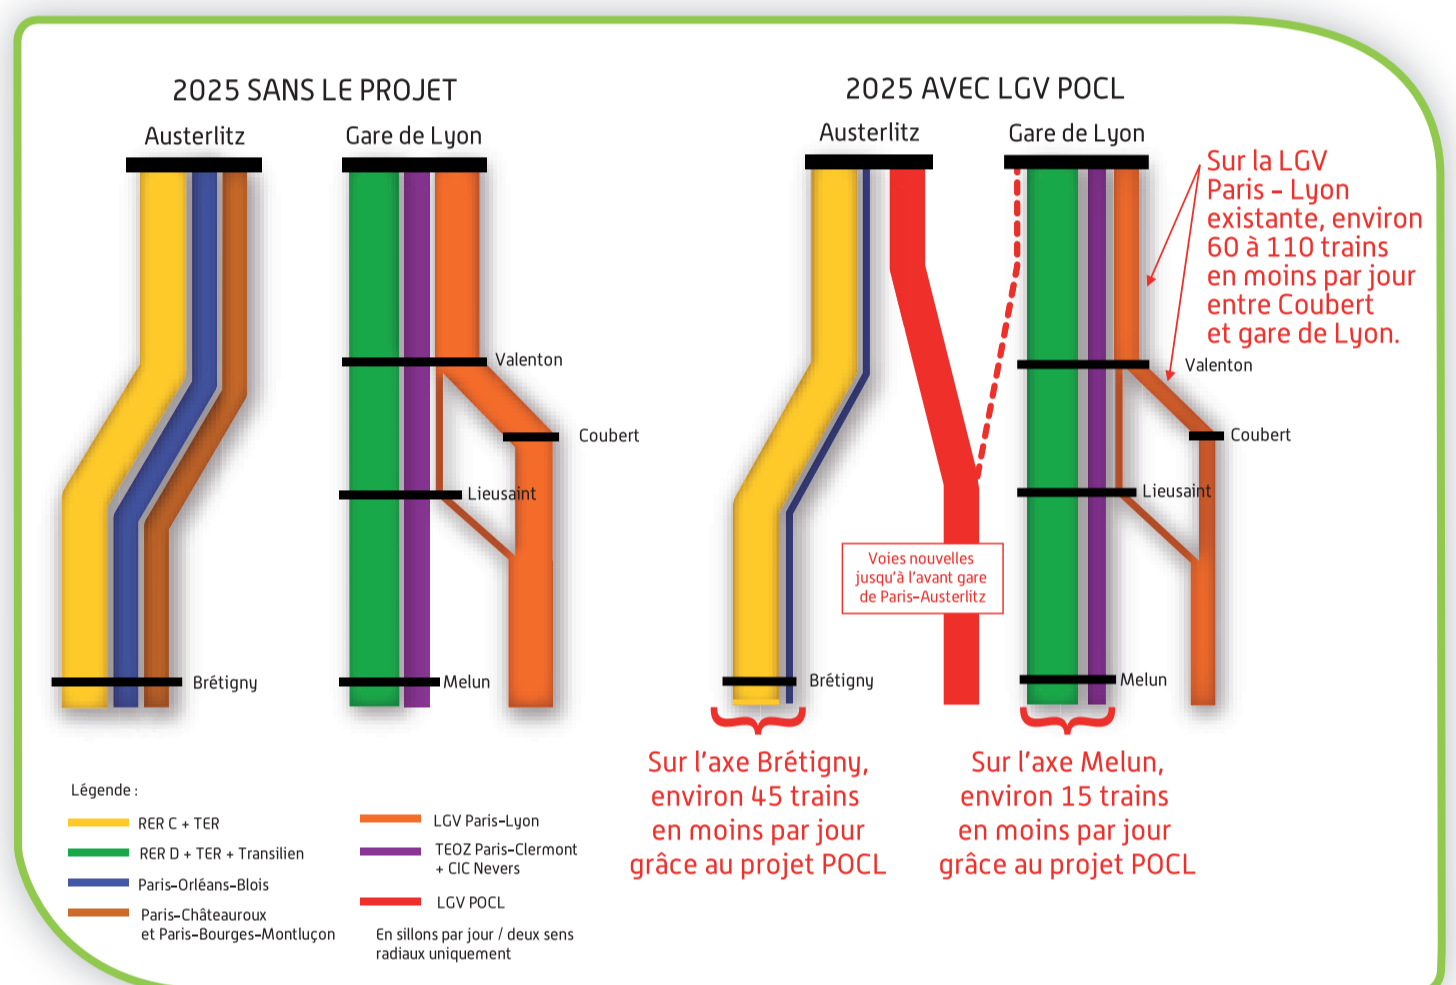 2025 SANS LE PROJET
Austerlitz
Gare de Lyon
Valenton
Coubert
Lieusaint
Brétigny
Melun
2025 AVEC LGV POCL
Austerlitz
Gare de Lyon
Sur la LGV
Paris - Lyon
existante, environ
60 à 110 trains
en moins par jour
entre Coubert
et gare de Lyon.
Valenton
Coubert
Lieusaint
Voies nouvelles
jusqu'à l'avant gare
de Paris-Austerlitz
Brétigny
Melun
Sur l'axe Brétigny,
environ 45 trains
en moins par jour
grâce au projet POCL
Sur l'axe Melun,
environ 15 trains
en moins par jour
grâce au projet POCL
Légende :
RER C + TER
RER D + TER + Transilien
Paris-Orléans-Blois
Paris-Châteauroux
et Paris-Bourges-Montluçon
LGV Paris-Lyon
TEOZ Paris-Clermont
+ CIC Nevers
LGV POCL
En sillons par jour / deux sens
radiaux uniquement